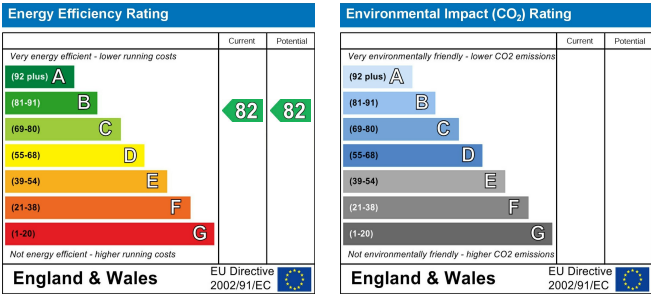 Energy Efficiency Rating
Current Potential
Very energy efficient - lower running costs
(92 plus) A
(81-91) B 82 82
(69-80) C
(55-68) D
(39-54) E
(21-38) F
(1-20) G
Not energy efficient - higher running costs
England & Wales
EU Directive
2002/91/EC
Environmental Impact (CO₂) Rating
Current Potential
Very environmentally friendly - lower CO2 emissions
(92 plus) A
(81-91) B
(69-80) C
(55-68) D
(39-54) E
(21-38) F
(1-20) G
Not environmentally friendly - higher CO2 emissions
England & Wales
EU Directive
2002/91/EC